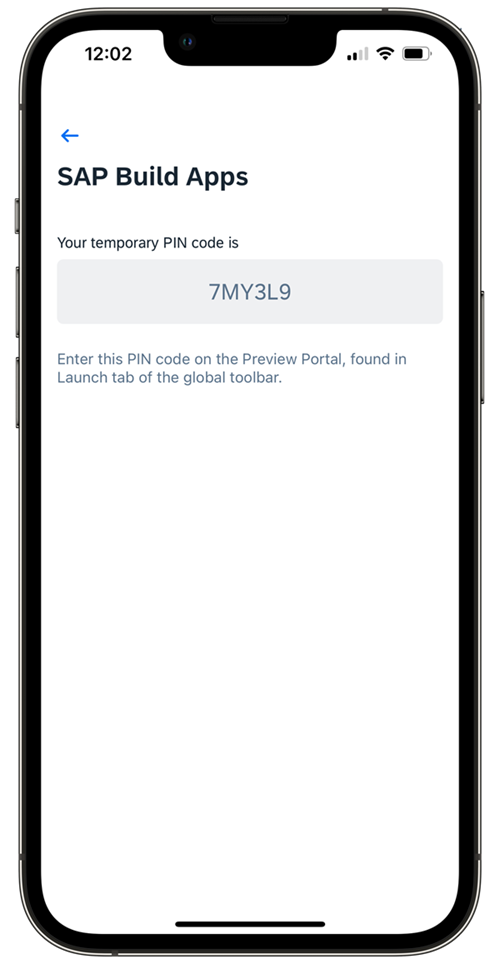 12:02
SAP Build Apps
Your temporary PIN code is
7MY3L9
Enter this PIN code on the Preview Portal, found in
Launch tab of the global toolbar.